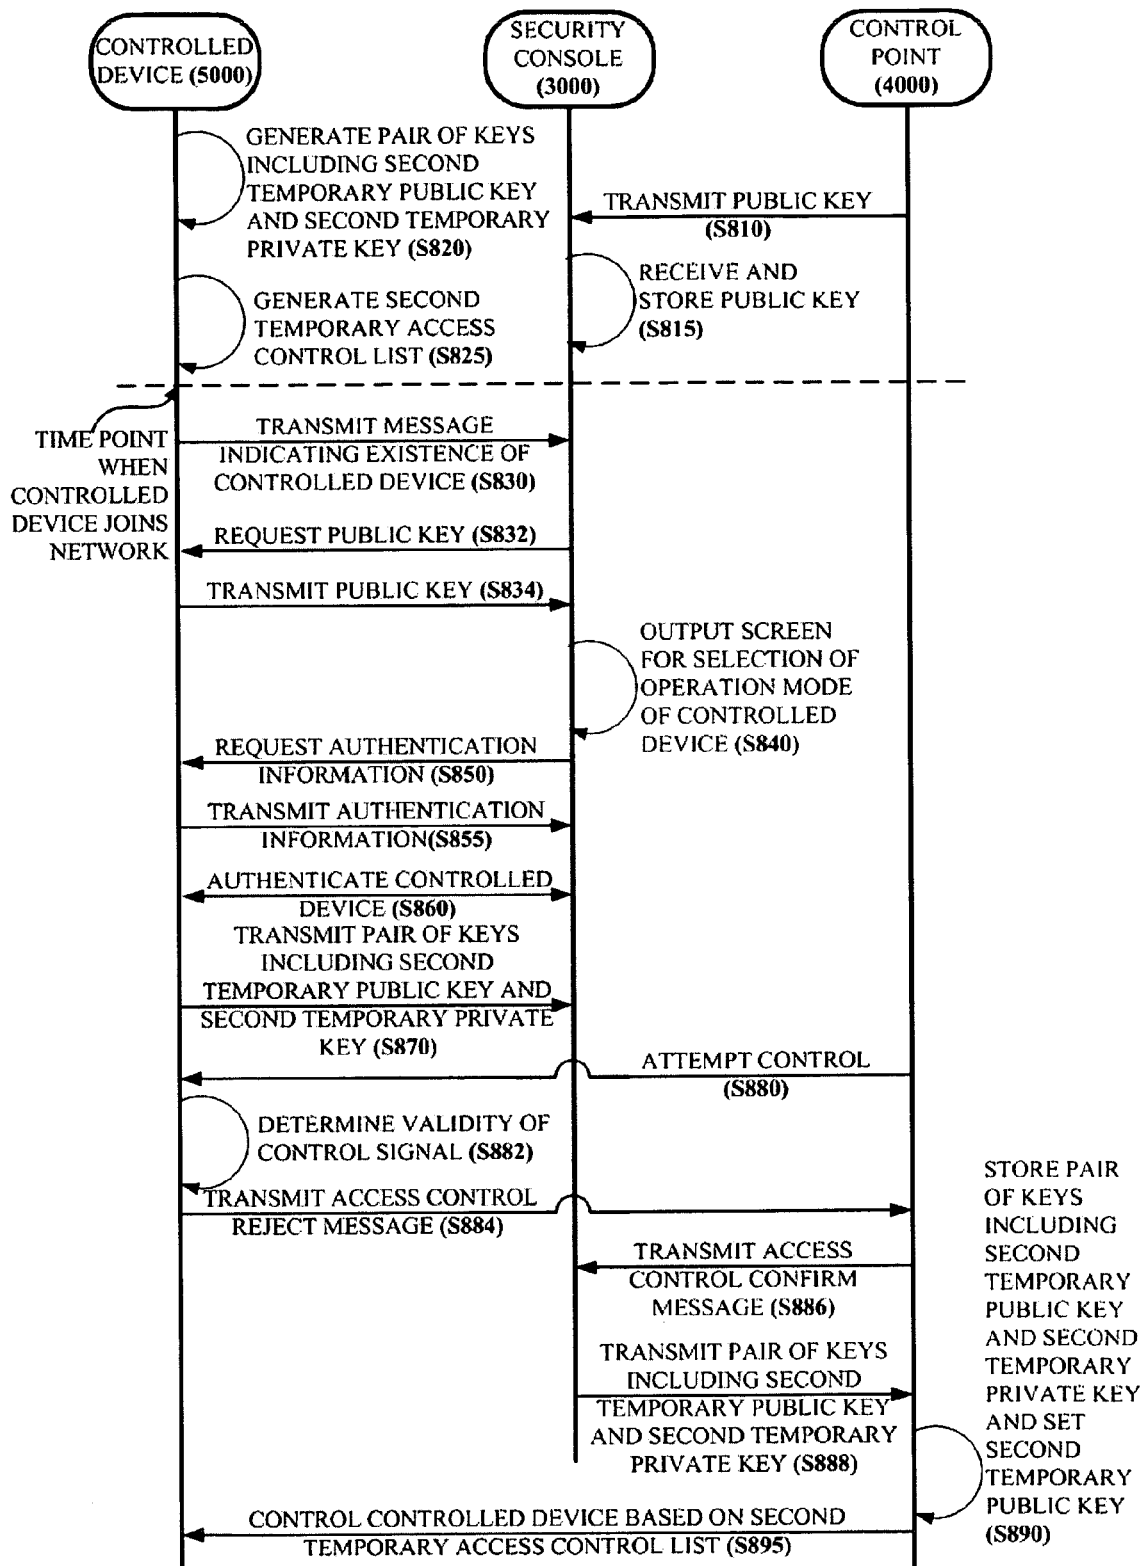 CONTROLLED
DEVICE (5000)
SECURITY
CONSOLE
(3000)
CONTROL
POINT
(4000)
GENERATE PAIR OF KEYS
INCLUDING SECOND
TEMPORARY PUBLIC KEY
AND SECOND TEMPORARY
PRIVATE KEY (S820)
TRANSMIT PUBLIC KEY
(S810)
RECEIVE AND
STORE PUBLIC KEY
(S815)
GENERATE SECOND
TEMPORARY ACCESS
CONTROL LIST (S825)
TIME POINT
WHEN
CONTROLLED
DEVICE JOINS
NETWORK
TRANSMIT MESSAGE
INDICATING EXISTENCE OF
CONTROLLED DEVICE (S830)
REQUEST PUBLIC KEY (S832)
TRANSMIT PUBLIC KEY (S834)
OUTPUT SCREEN
FOR SELECTION OF
OPERATION MODE
OF CONTROLLED
DEVICE (S840)
REQUEST AUTHENTICATION
INFORMATION (S850)
TRANSMIT AUTHENTICATION
INFORMATION(S855)
AUTHENTICATE CONTROLLED
DEVICE (S860)
TRANSMIT PAIR OF KEYS
INCLUDING SECOND
TEMPORARY PUBLIC KEY AND
SECOND TEMPORARY PRIVATE
KEY (S870)
ATTEMPT CONTROL
(S880)
DETERMINE VALIDITY OF
CONTROL SIGNAL (S882)
TRANSMIT ACCESS CONTROL
REJECT MESSAGE (S884)
TRANSMIT ACCESS
CONTROL CONFIRM
MESSAGE (S886)
TRANSMIT PAIR OF KEYS
INCLUDING SECOND
TEMPORARY PUBLIC KEY
AND SECOND TEMPORARY
PRIVATE KEY (S888)
STORE PAIR
OF KEYS
INCLUDING
SECOND
TEMPORARY
PUBLIC KEY
AND SECOND
TEMPORARY
PRIVATE KEY
AND SET
SECOND
TEMPORARY
PUBLIC KEY
(S890)
CONTROL CONTROLLED DEVICE BASED ON SECOND
TEMPORARY ACCESS CONTROL LIST (S895)